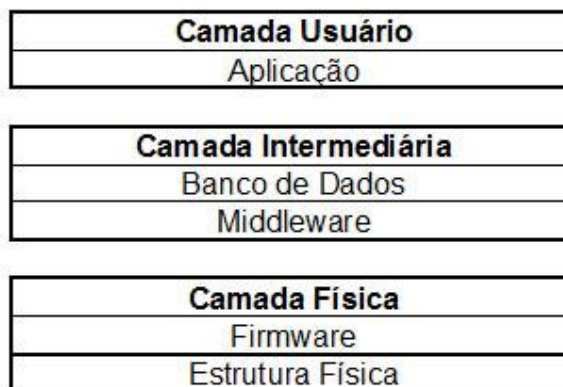 Camada Usuário
Aplicação
Camada Intermediária
Banco de Dados
Middleware
Camada Física
Firmware
Estrutura Física